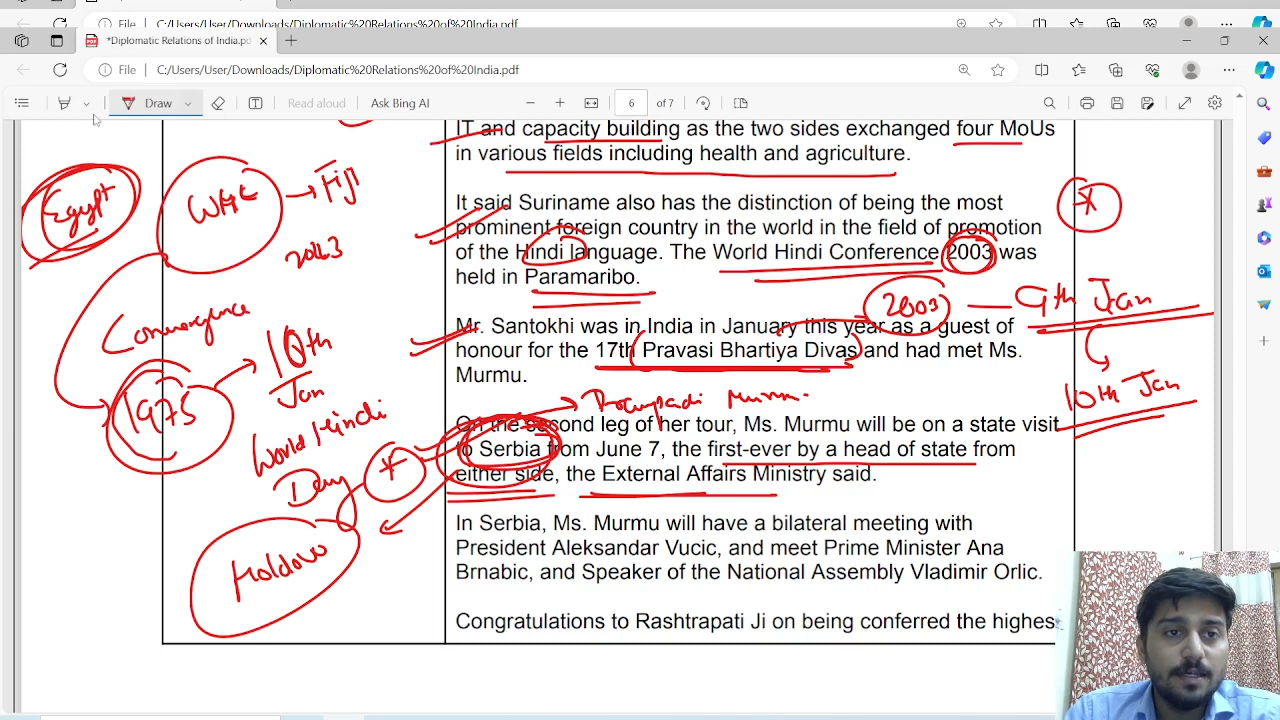 C:/Users/User/Downloads/Diplomatic%20Relations%20of%20India.pdf
*Diplomatic Relations of India.pd
File C:/Users/User/Downloads/Diplomatic%20Relations%20of%20India.pdf
Draw Read aloud Ask Bing AI 6 of 7
IT and capacity building as the two sides exchanged four MoUs
in various fields including health and agriculture.
Egypt
WHC
Fiji
2023
It said Suriname also has the distinction of being the most
prominent foreign country in the world in the field of promotion
of the Hindi language. The World Hindi Conference 2003 was
held in Paramaribo.
2003 9th Jan
10th Jan
Convergence
1975
10th
Jan
World Hindi
Day
Mr. Santokhi was in India in January this year as a guest of
honour for the 17th Pravasi Bhartiya Divas and had met Ms.
Murmu.
Draupadi Murmu
On the second leg of her tour, Ms. Murmu will be on a state visit
to Serbia from June 7, the first-ever by a head of state from
either side, the External Affairs Ministry said.
Moldova
In Serbia, Ms. Murmu will have a bilateral meeting with
President Aleksandar Vucic, and meet Prime Minister Ana
Brnabic, and Speaker of the National Assembly Vladimir Orlic.
Congratulations to Rashtrapati Ji on being conferred the highes